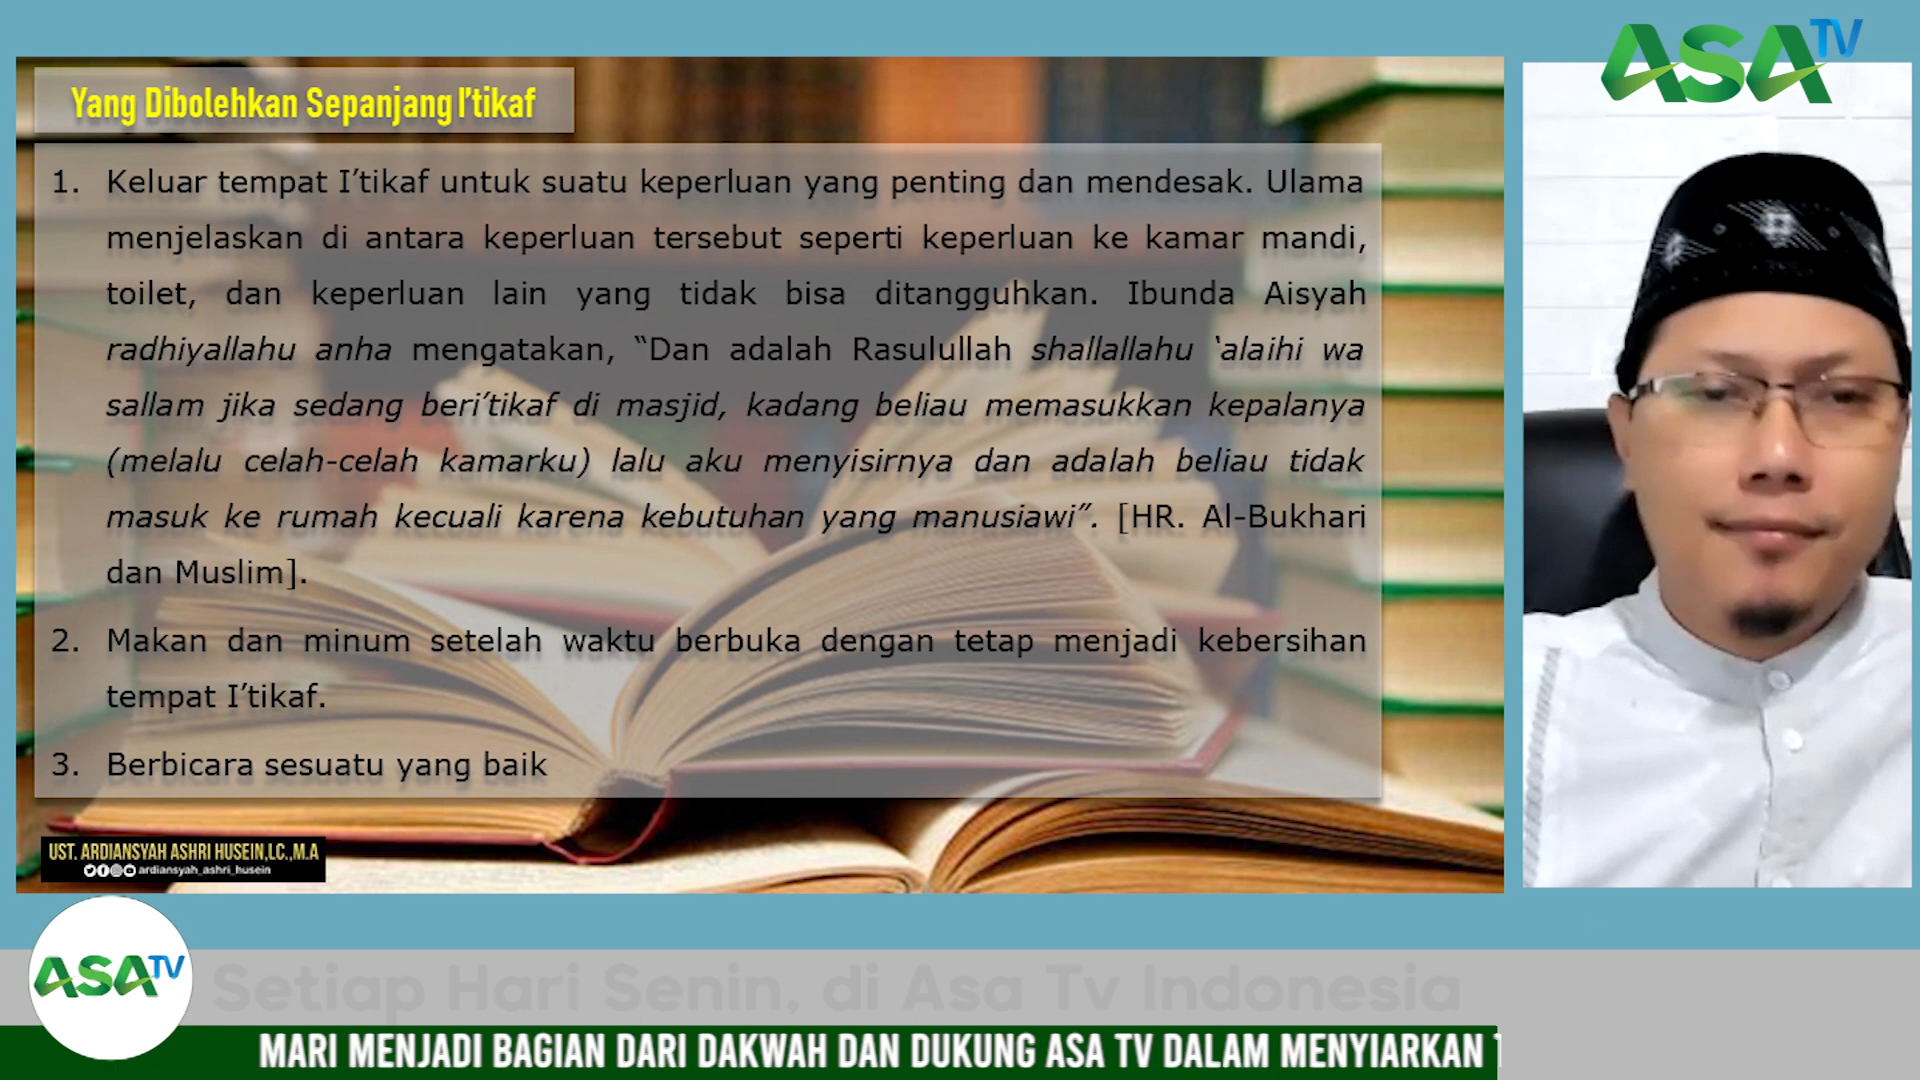 ASA TV
Yang Dibolehkan Sepanjang I'tikaf
1. Keluar tempat I'tikaf untuk suatu keperluan yang penting dan mendesak. Ulama
menjelaskan di antara keperluan tersebut seperti keperluan ke kamar mandi,
toilet, dan keperluan lain yang tidak bisa ditangguhkan. Ibunda Aisyah
radhiyallahu anha mengatakan, “Dan adalah Rasulullah shallallahu ‘alaihi wa
sallam jika sedang beri’tikaf di masjid, kadang beliau memasukkan kepalanya
(melalu celah-celah kamarku) lalu aku menyisirnya dan adalah beliau tidak
masuk ke rumah kecuali karena kebutuhan yang manusiawi”. [HR. Al-Bukhari
dan Muslim].
2. Makan dan minum setelah waktu berbuka dengan tetap menjadi kebersihan
tempat I’tikaf.
3. Berbicara sesuatu yang baik
UST. ARDIANSYAH ASHRI HUSEIN,LC.,M.A
ardiansyah_ashri_husein
ASA TV
Setiap Hari Senin, di Asa Tv Indonesia
MARI MENJADI BAGIAN DARI DAKWAH DAN DUKUNG ASA TV DALAM MENYIARKAN